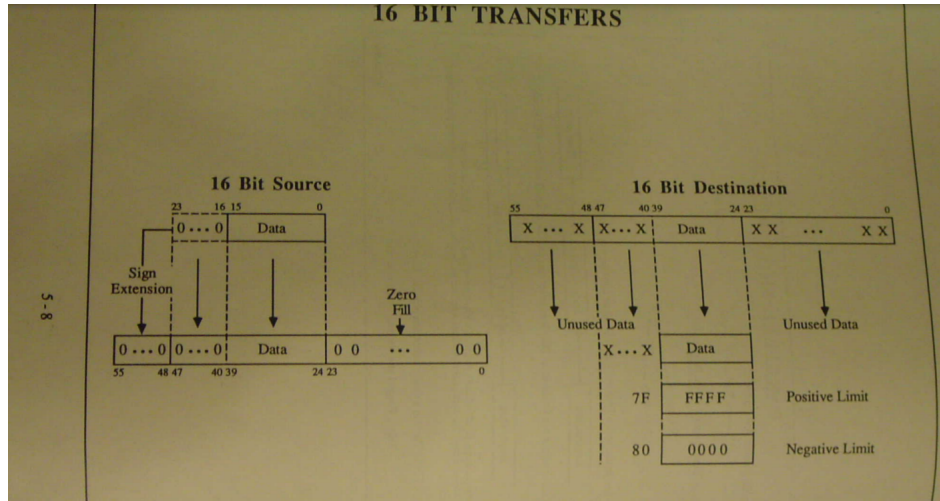 16 BIT TRANSFERS
16 Bit Source
23 16 15 0
0 ... 0 Data
Sign
Extension
Zero
Fill
0 ... 0 0 ... 0 Data 0 0 ... 0 0
55 48 47 40 39 24 23 0
16 Bit Destination
55 48 47 40 39 24 23 0
X ... X X ... X Data X X ... X X
Unused Data Unused Data
X ... X Data
7F FFFF Positive Limit
80 0000 Negative Limit
5-8